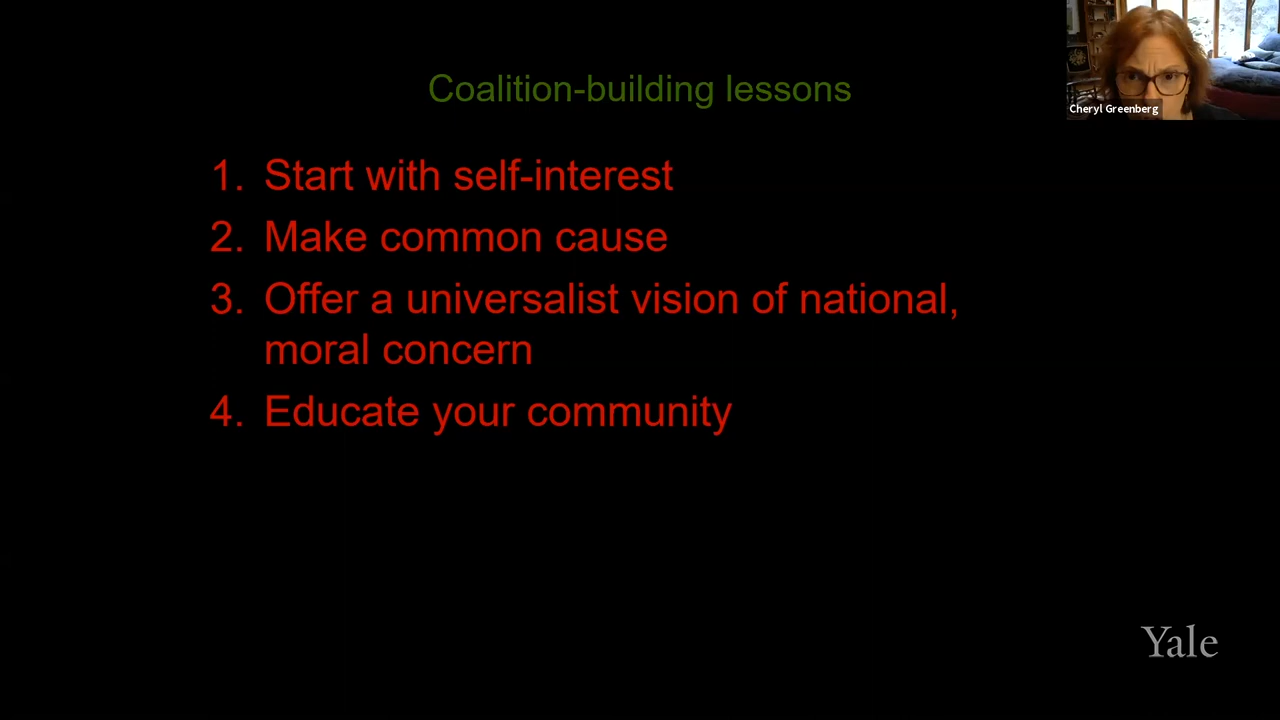 Coalition-building lessons
Cheryl Greenberg
1. Start with self-interest
2. Make common cause
3. Offer a universalist vision of national,
moral concern
4. Educate your community
Yale